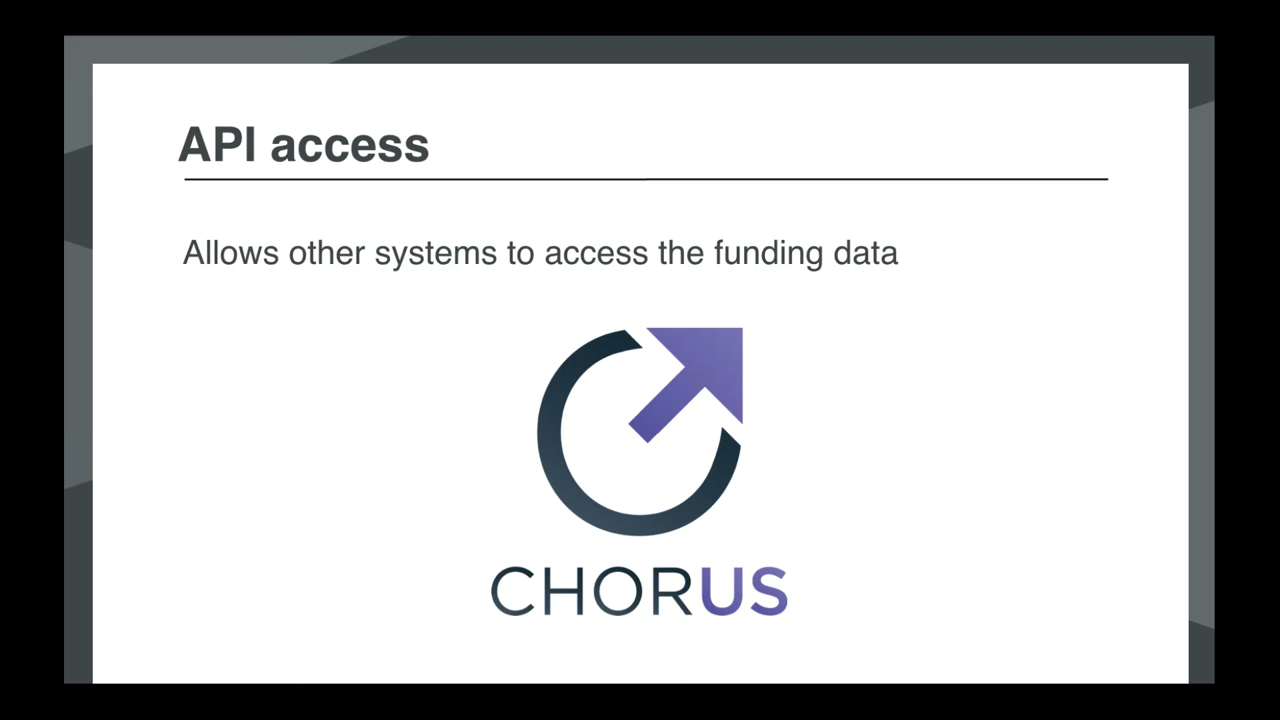 API access
Allows other systems to access the funding data
CHORUS